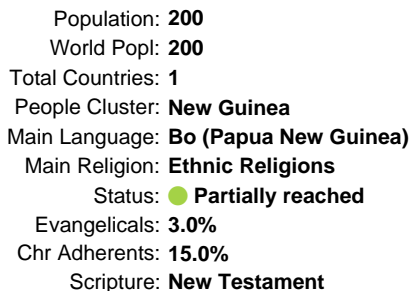 Population: 200
World Popl: 200
Total Countries: 1
People Cluster: New Guinea
Main Language: Bo (Papua New Guinea)
Main Religion: Ethnic Religions
Status: Partially reached
Evangelicals: 3.0%
Chr Adherents: 15.0%
Scripture: New Testament